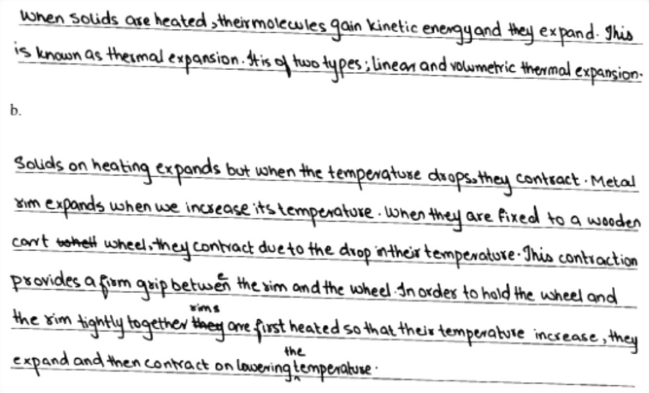 When solids are heated, their molecules gain kinetic energy and they expand. This
is known as thermal expansion. It is of two types; linear and volumetric thermal expansion.
b.
Solids on heating expands but when the temperature drops, they contract. Metal
rim expands when we increase its temperature. When they are fixed to a wooden
cart wheel, they contract due to the drop in their temperature. This contraction
provides a firm grip between the rim and the wheel. In order to hold the wheel and
the rim tightly together rims are first heated so that their temperature increase, they
expand and then contract on lowering the temperature.